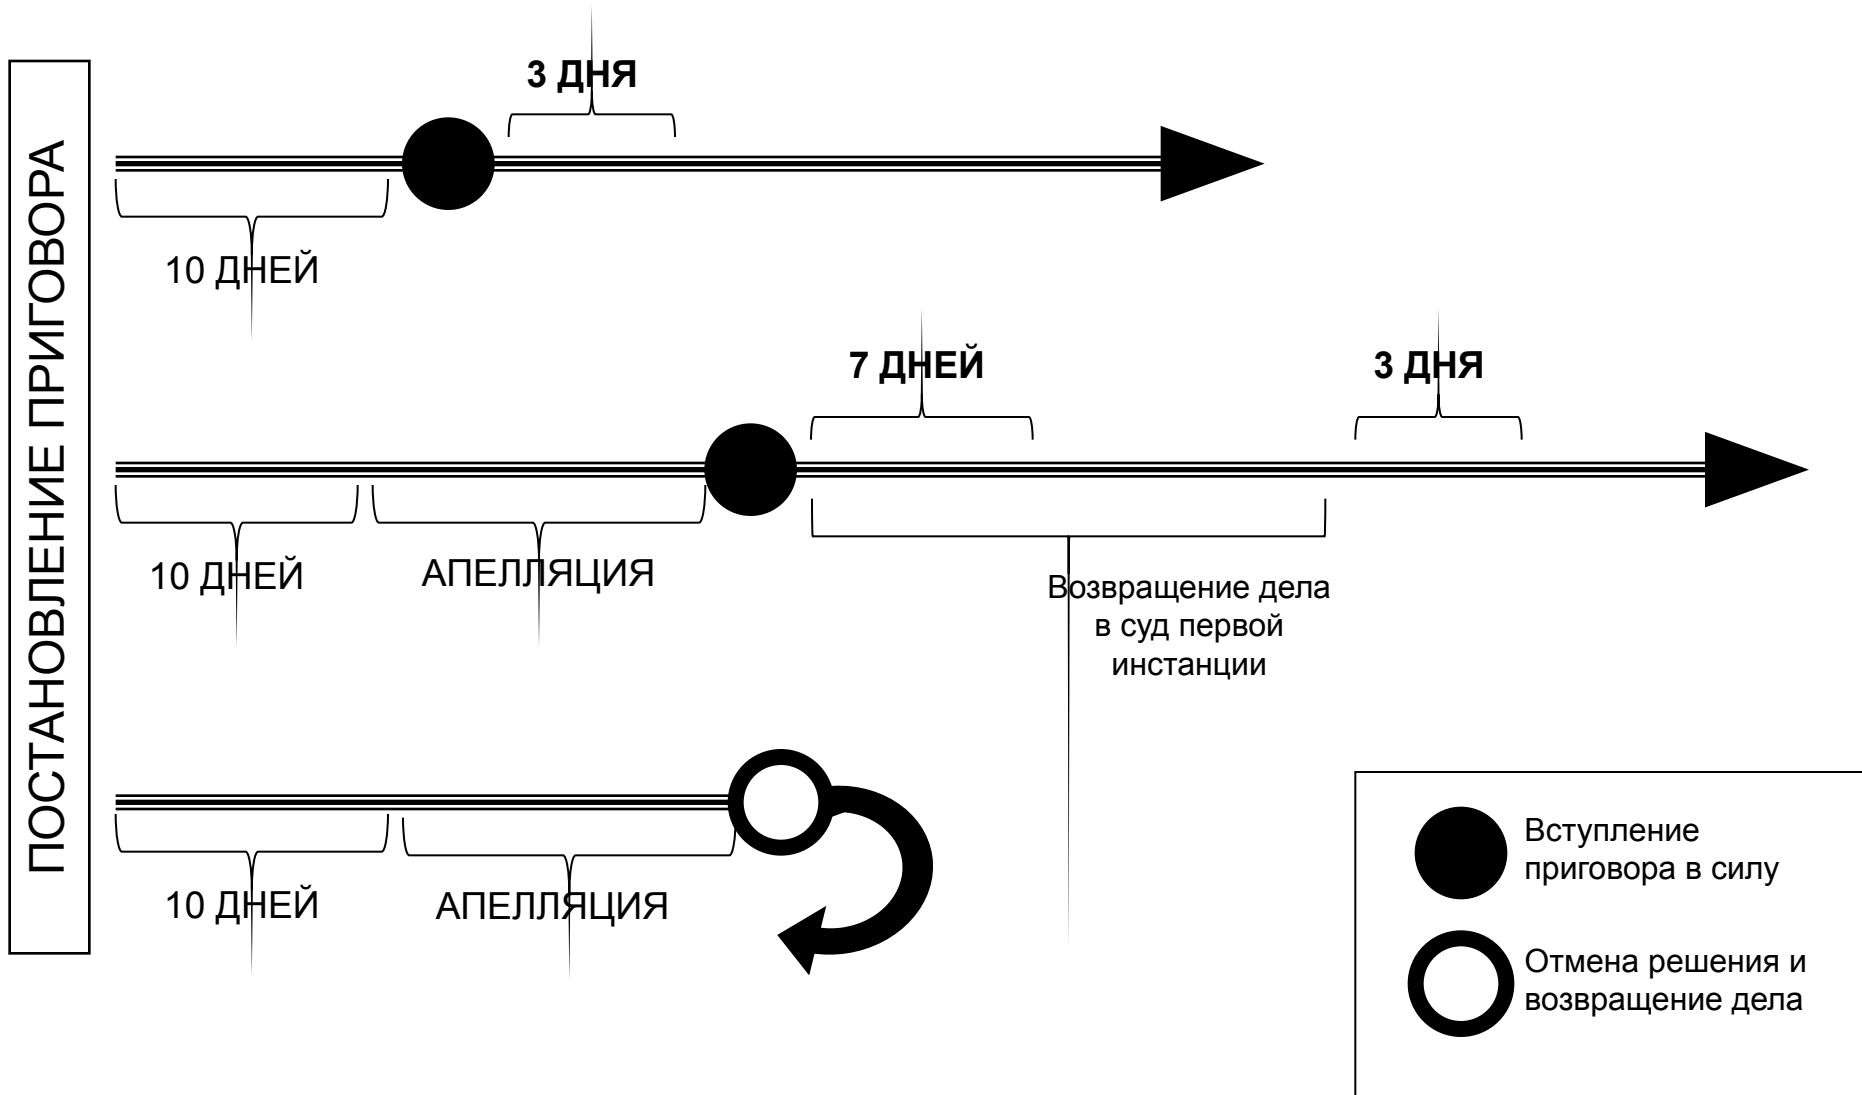 ПОСТАНОВЛЕНИЕ ПРИГОВОРА
3 ДНЯ
10 ДНЕЙ
7 ДНЕЙ
3 ДНЯ
10 ДНЕЙ
АПЕЛЛЯЦИЯ
Возвращение дела
в суд первой
инстанции
10 ДНЕЙ
АПЕЛЛЯЦИЯ
Вступление
приговора в силу
Отмена решения и
возвращение дела